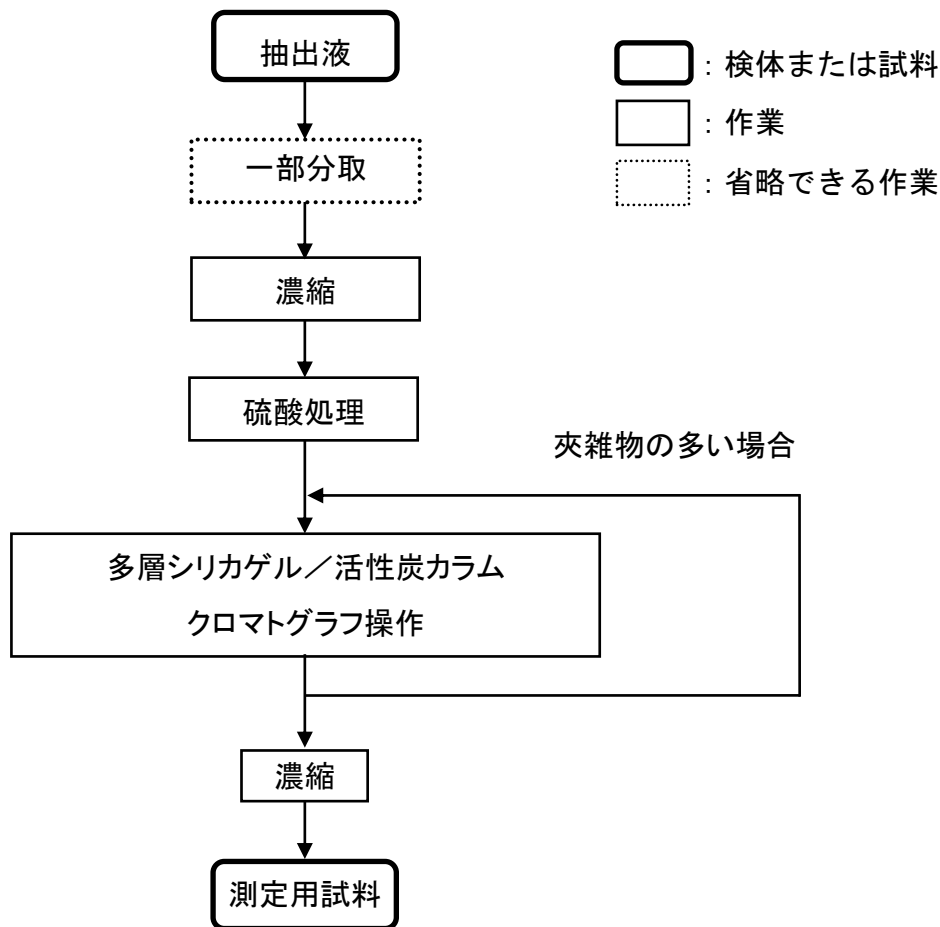 抽出液
：検体または試料
：作業
一部分取
：省略できる作業
濃縮
硫酸処理
夾雑物の多い場合
多層シリカゲル／活性炭カラム
クロマトグラフ操作
濃縮
測定用試料